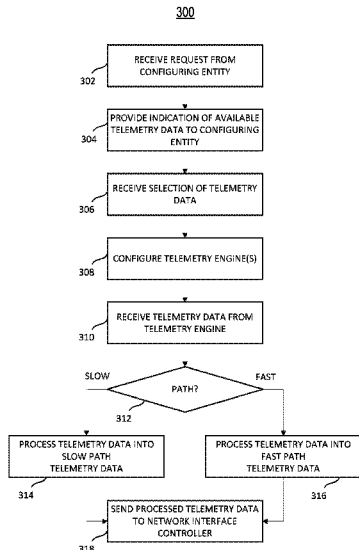 300
RECEIVE REQUEST FROM
CONFIGURING ENTITY
302
PROVIDE INDICATION OF AVAILABLE
TELEMETRY DATA TO CONFIGURING
ENTITY
304
RECEIVE SELECTION OF TELEMETRY
DATA
306
CONFIGURE TELEMETRY ENGINE(S)
308
RECEIVE TELEMETRY DATA FROM
TELEMETRY ENGINE
310
SLOW
PATH?
FAST
312
PROCESS TELEMETRY DATA INTO
SLOW PATH
TELEMETRY DATA
314
PROCESS TELEMETRY DATA INTO
FAST PATH
TELEMETRY DATA
316
SEND PROCESSED TELEMETRY DATA
TO NETWORK INTERFACE
CONTROLLER
318